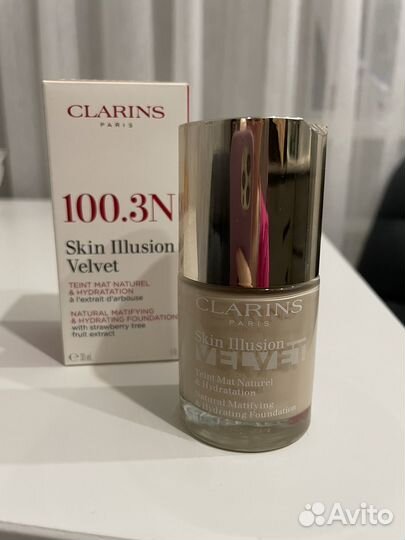 CLARINS
PARIS
100.3N
Skin Illusion
Velvet
TEINT MAT NATUREL
& HYDRATATION
à l'extrait d'arbouse
NATURAL MATIFYING
& HYDRATING FOUNDATION
with strawberry tree
fruit extract
CLARINS
PARIS
Skin Illusion
VELVET
Teint Mat Naturel
& Hydratation
Natural Matifying
& Hydrating Foundation
Avito